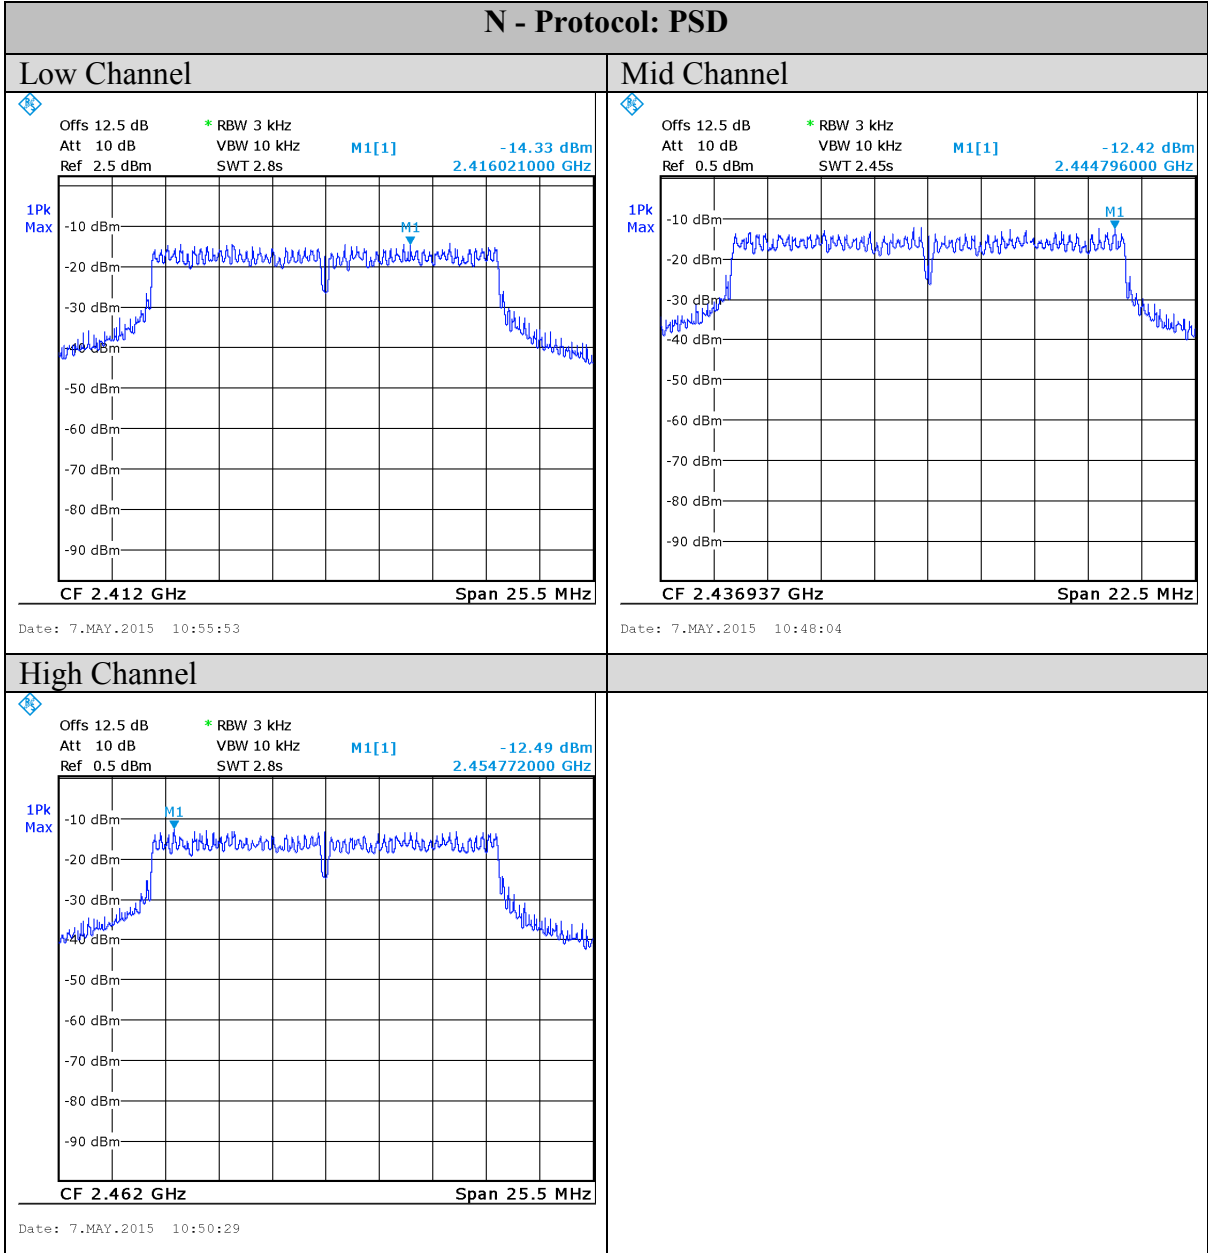 N - Protocol: PSD
Low Channel
Offs 12.5 dB * RBW 3 kHz
Att 10 dB VBW 10 kHz M1[1] -14.33 dBm
Ref 2.5 dBm SWT 2.8s 2.416021000 GHz
1Pk
Max
M1
-10 dBm
-20 dBm
-30 dBm
-40 dBm
-50 dBm
-60 dBm
-70 dBm
-80 dBm
-90 dBm
CF 2.412 GHz Span 25.5 MHz
Date: 7.MAY.2015 10:55:53
Mid Channel
Offs 12.5 dB * RBW 3 kHz
Att 10 dB VBW 10 kHz M1[1] -12.42 dBm
Ref 0.5 dBm SWT 2.45s 2.444796000 GHz
1Pk
Max
M1
-10 dBm
-20 dBm
-30 dBm
-40 dBm
-50 dBm
-60 dBm
-70 dBm
-80 dBm
-90 dBm
CF 2.436937 GHz Span 22.5 MHz
Date: 7.MAY.2015 10:48:04
High Channel
Offs 12.5 dB * RBW 3 kHz
Att 10 dB VBW 10 kHz M1[1] -12.49 dBm
Ref 0.5 dBm SWT 2.8s 2.454772000 GHz
1Pk
Max
M1
-10 dBm
-20 dBm
-30 dBm
-40 dBm
-50 dBm
-60 dBm
-70 dBm
-80 dBm
-90 dBm
CF 2.462 GHz Span 25.5 MHz
Date: 7.MAY.2015 10:50:29